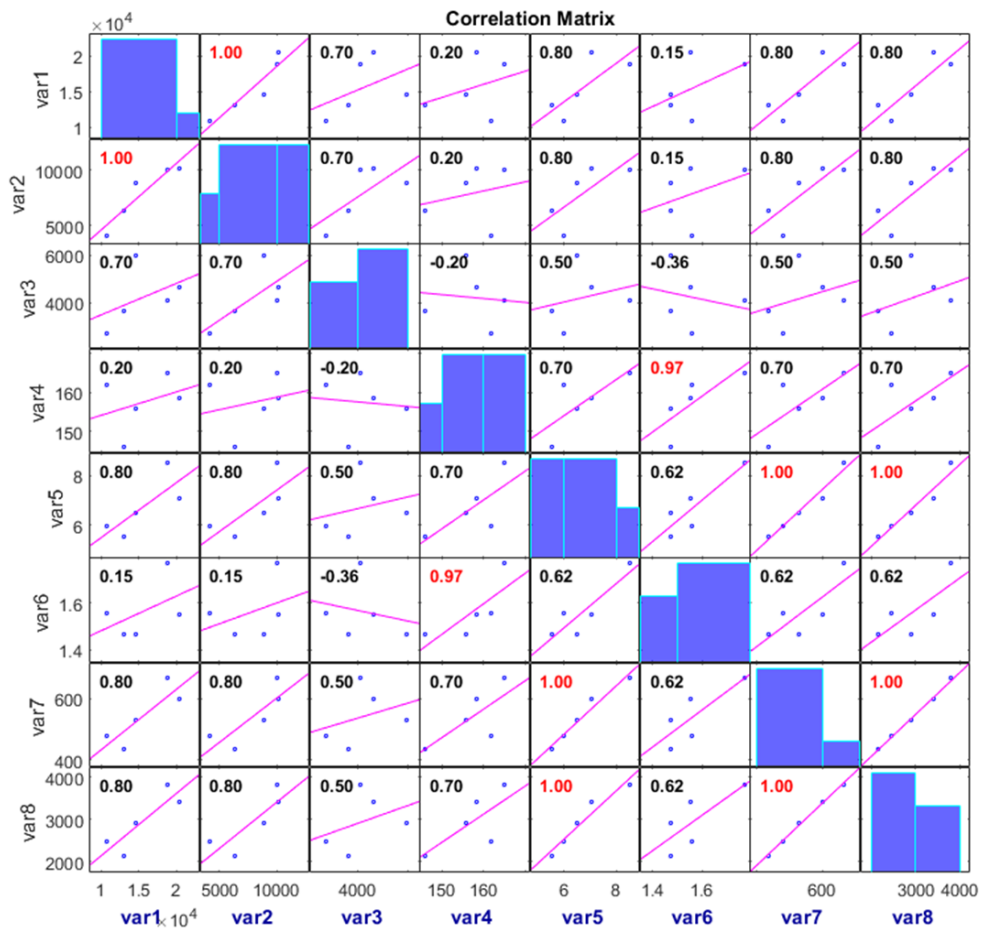 Correlation Matrix
×10⁴
var1 2 1.5 1 1.00 0.70 0.20 0.80 0.15 0.80 0.80
var2 10000 5000 1.00 0.70 0.20 0.80 0.15 0.80 0.80
var3 6000 4000 0.70 0.70 -0.20 0.50 -0.36 0.50 0.50
var4 160 150 0.20 0.20 -0.20 0.70 0.97 0.70 0.70
var5 8 6 0.80 0.80 0.50 0.70 0.62 1.00 1.00
var6 1.6 1.4 0.15 0.15 -0.36 0.97 0.62 0.62 0.62
var7 600 400 0.80 0.80 0.50 0.70 1.00 0.62 1.00
var8 4000 3000 2000 0.80 0.80 0.50 0.70 1.00 0.62 1.00
1 1.5 2 5000 10000 4000 150 160 6 8 1.4 1.6 600 3000 4000
var1 ×10⁴ var2 var3 var4 var5 var6 var7 var8